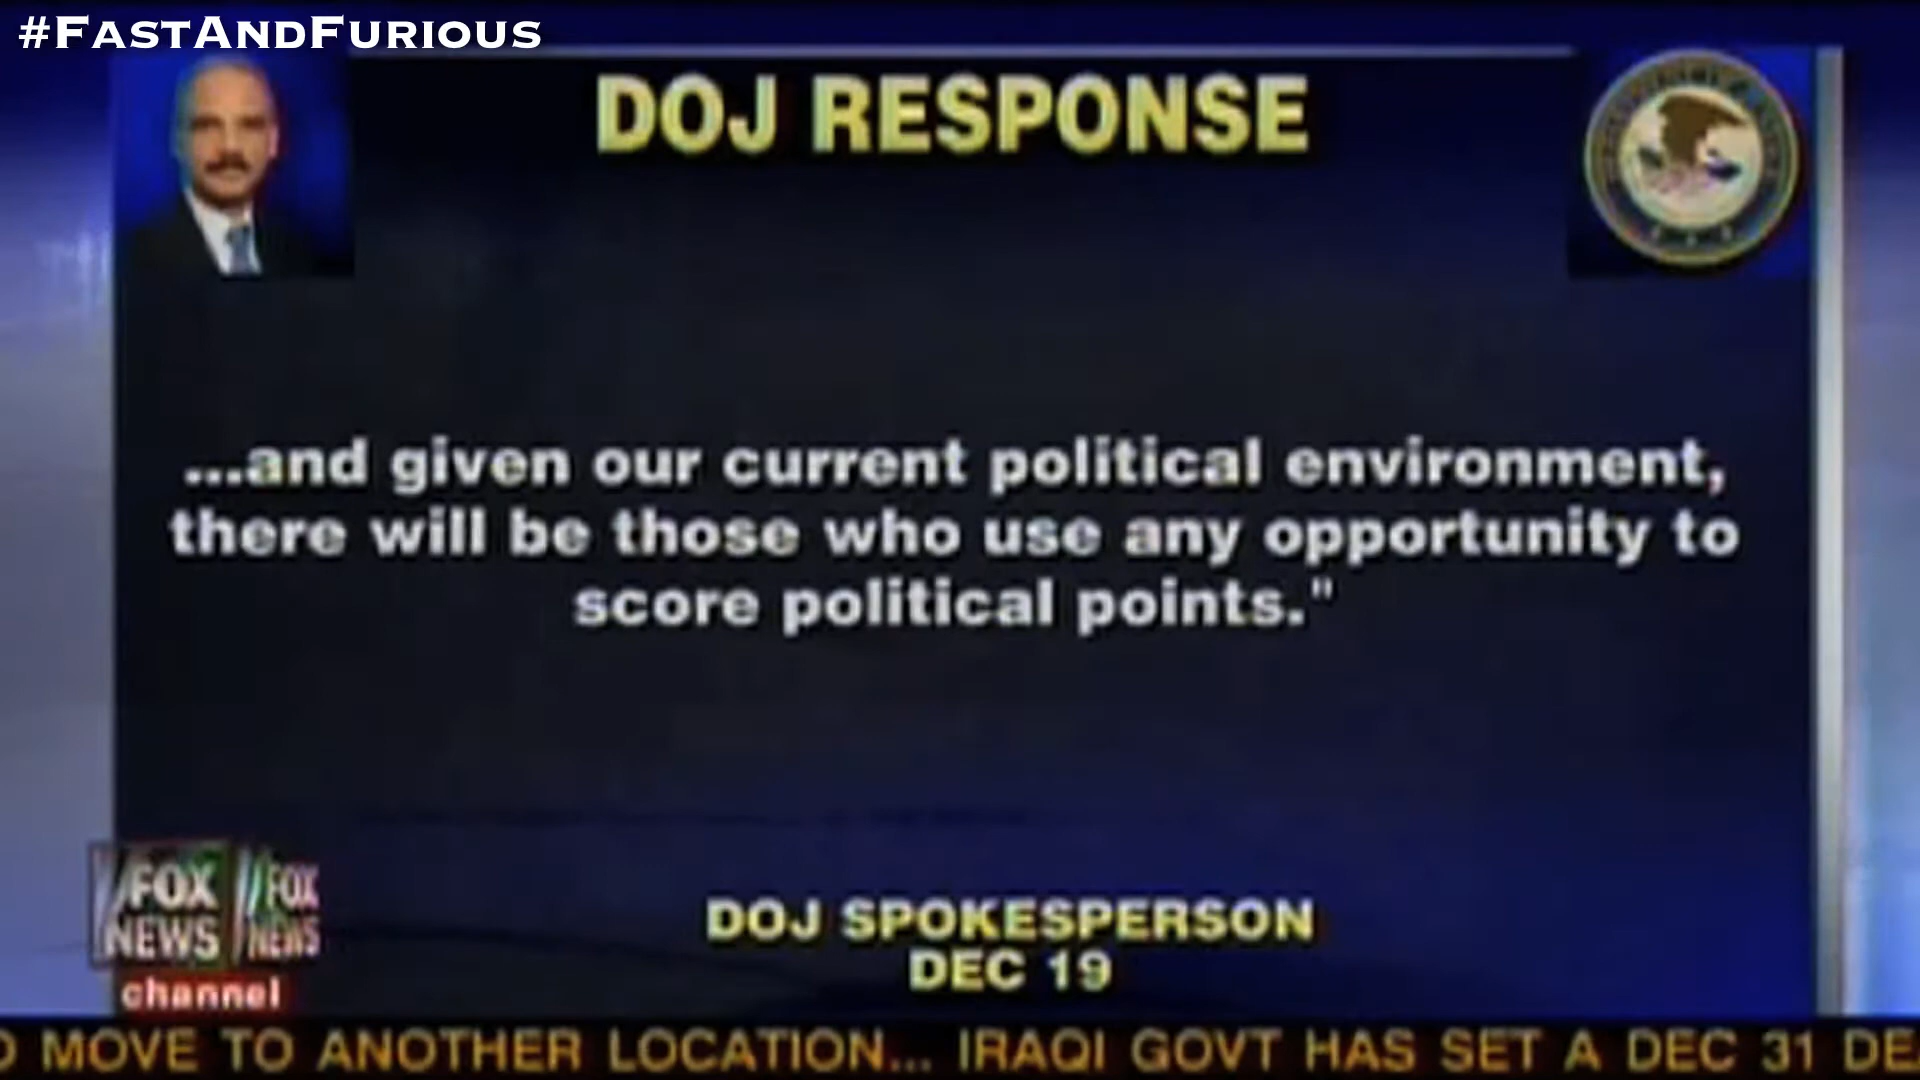 #FASTANDFURIOUS
DOJ RESPONSE
...and given our current political environment,
there will be those who use any opportunity to
score political points."
DOJ SPOKESPERSON
DEC 19
FOX NEWS
FOX NEWS
channel
MOVE TO ANOTHER LOCATION... IRAQI GOVT HAS SET A DEC 31